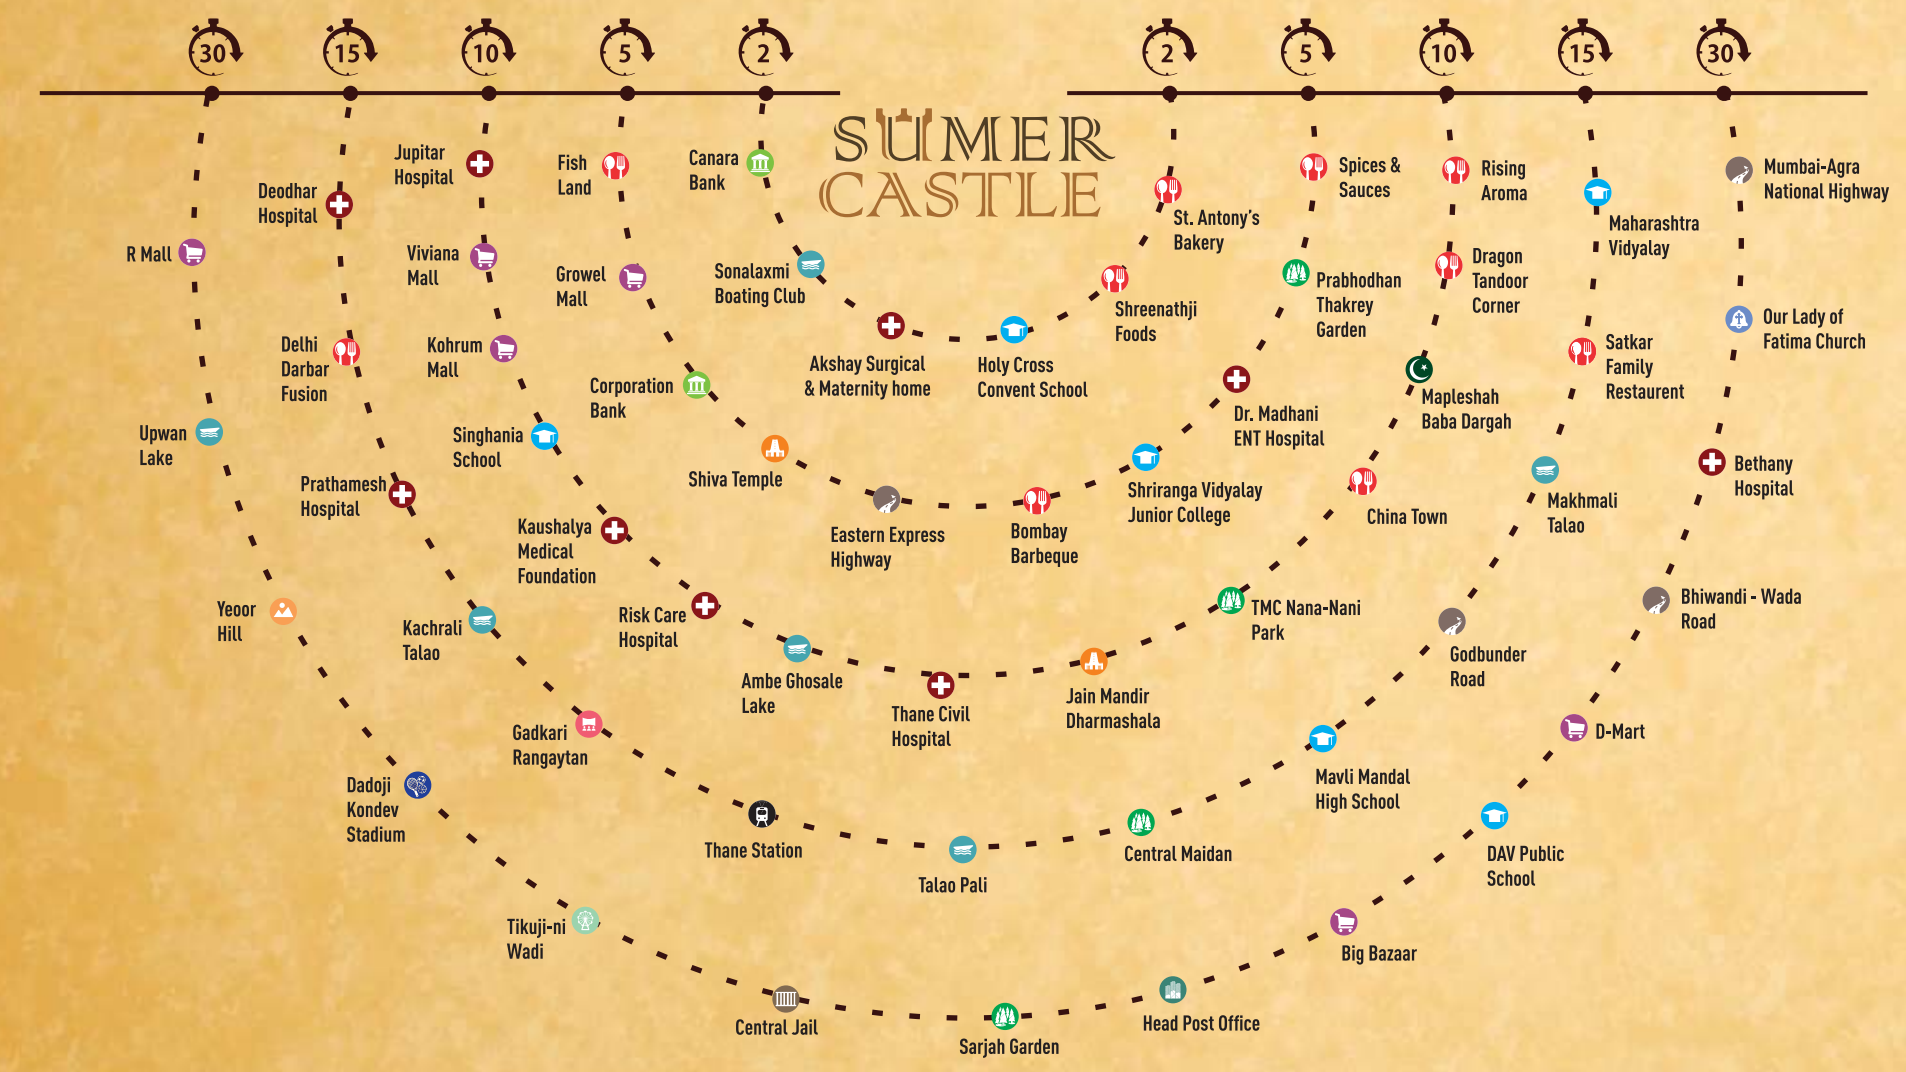 30
15
10
5
2
2
5
10
15
30
SUMER
CASTLE
Jupitar
Hospital
Fish
Land
Canara
Bank
Spices &
Sauces
Rising
Aroma
Mumbai-Agra
National Highway
Deodhar
Hospital
St. Antony's
Bakery
Maharashtra
Vidyalay
R Mall
Viviana
Mall
Growel
Mall
Sonalaxmi
Boating Club
Prabhodhan
Thakrey
Garden
Dragon
Tandoor
Corner
Shreenathji
Foods
Our Lady of
Fatima Church
Delhi
Darbar
Fusion
Kohrum
Mall
Akshay Surgical
& Maternity home
Holy Cross
Convent School
Satkar
Family
Restaurent
Corporation
Bank
Mapleshah
Baba Dargah
Dr. Madhani
ENT Hospital
Upwan
Lake
Singhania
School
Shiva Temple
Bethany
Hospital
Prathamesh
Hospital
Shriranga Vidyalay
Junior College
Makhmali
Talao
China Town
Kaushalya
Medical
Foundation
Eastern Express
Highway
Bombay
Barbeque
Yeoor
Hill
Kachrali
Talao
Risk Care
Hospital
TMC Nana-Nani
Park
Bhiwandi - Wada
Road
Godbunder
Road
Ambe Ghosale
Lake
Thane Civil
Hospital
Jain Mandir
Dharmashala
Gadkari
Rangaytan
D-Mart
Dadoji
Kondev
Stadium
Mavli Mandal
High School
Thane Station
Talao Pali
Central Maidan
DAV Public
School
Tikuji-ni
Wadi
Big Bazaar
Central Jail
Sarjah Garden
Head Post Office